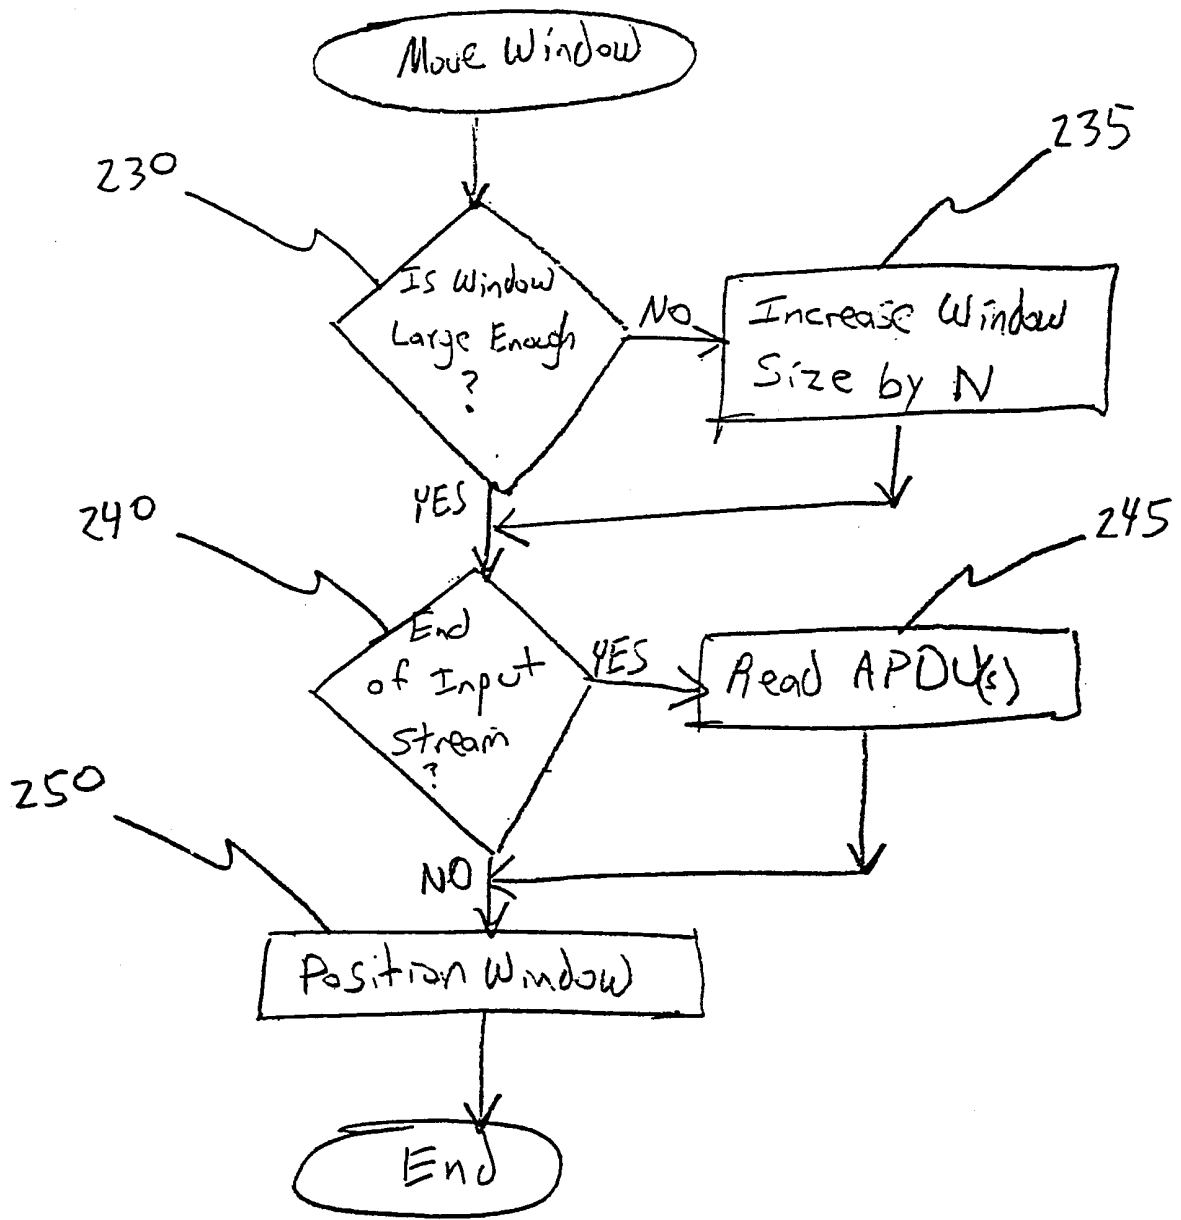 Move Window
230
235
Is Window
Large Enough
?
NO
Increase Window
Size by N
YES
240
245
End
of Input
Stream
?
YES
Read APDU(s)
250
NO
Position Window
End